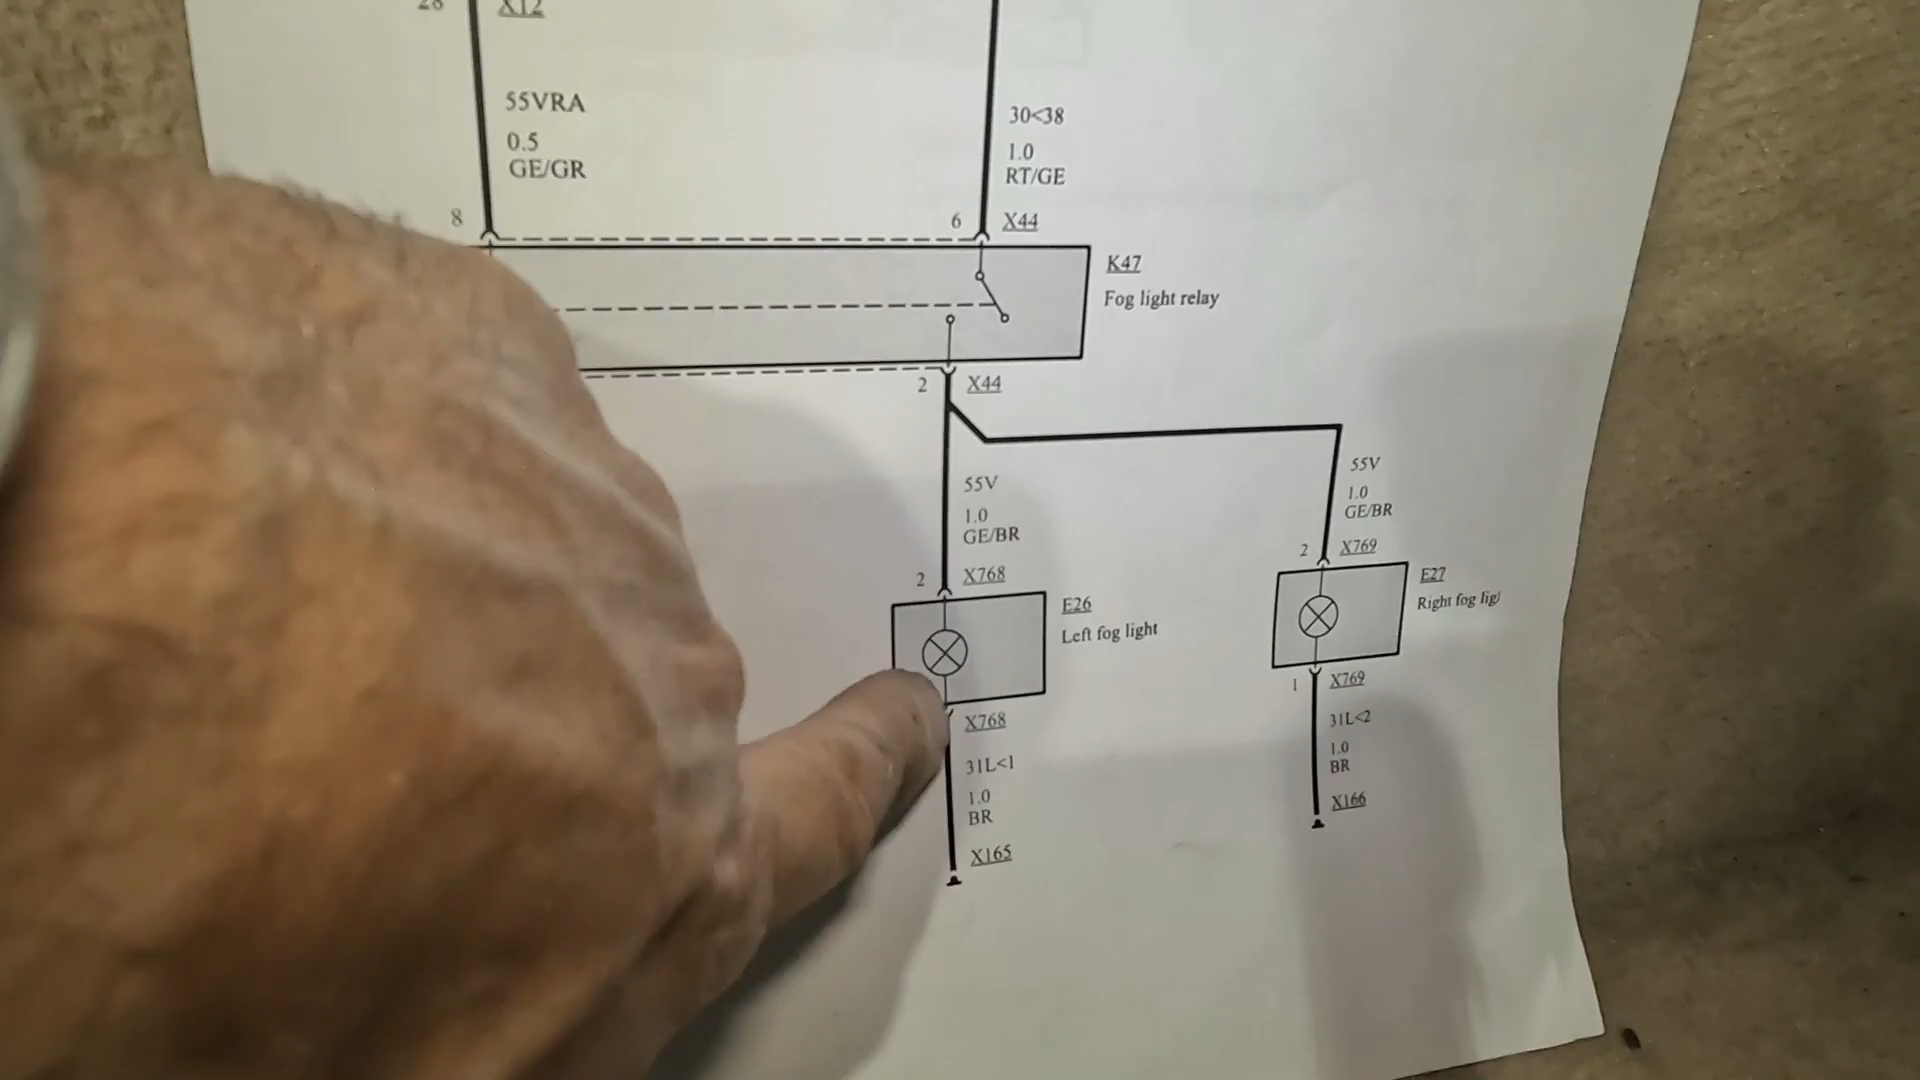 28
X12
55VRA
0.5
GE/GR
30<38
1.0
RT/GE
8
6
X44
K47
Fog light relay
2
X44
55V
1.0
GE/BR
55V
1.0
GE/BR
2
X768
2
X769
E26
Left fog light
E27
Right fog
X768
1
X769
31L<1
1.0
BR
31L<2
1.0
BR
X165
X166